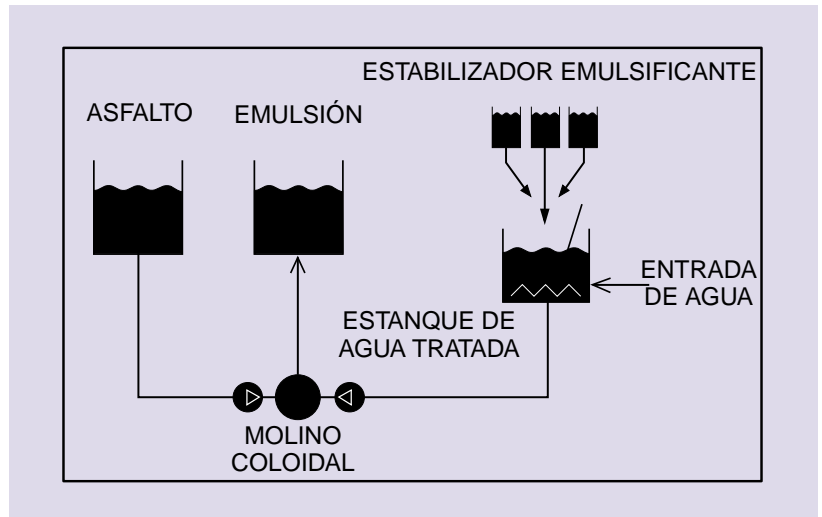 ESTABILIZADOR EMULSIFICANTE
ASFALTO
EMULSIÓN
ENTRADA
DE AGUA
ESTANQUE DE
AGUA TRATADA
MOLINO
COLOIDAL